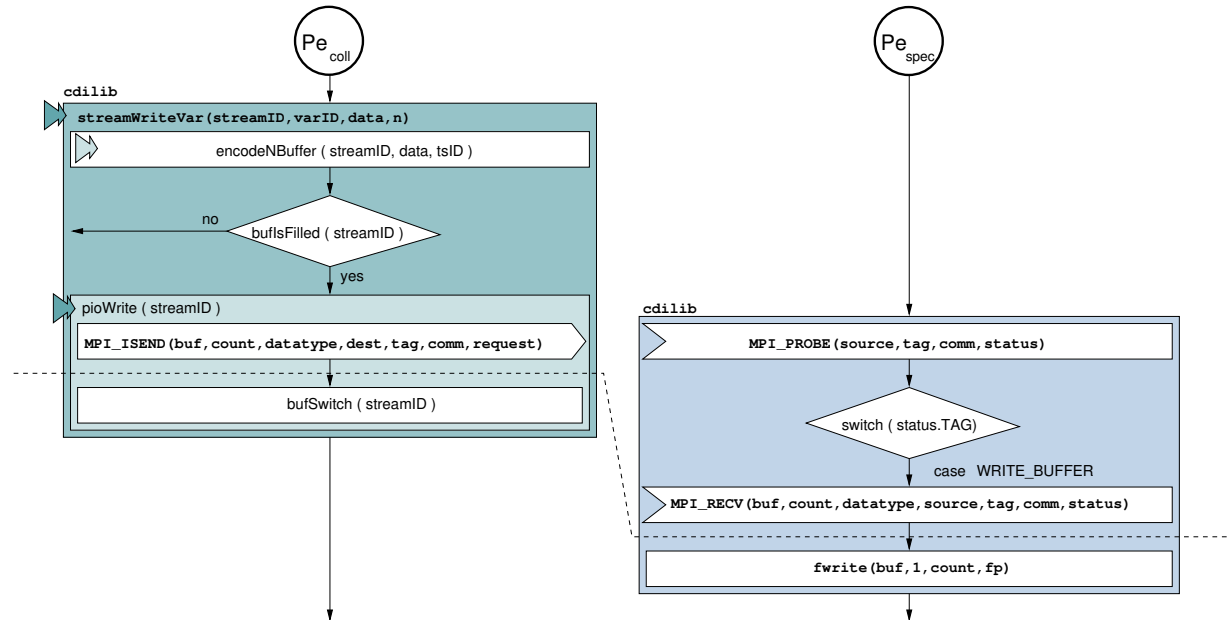 Pe coll
cdilib
streamWriteVar(streamID,varID,data,n)
encodeNBuffer ( streamID, data, tsID )
bufIsFilled ( streamID )
no
yes
pioWrite ( streamID )
MPI_ISEND(buf,count,datatype,dest,tag,comm,request)
bufSwitch ( streamID )
Pe spec
cdilib
MPI_PROBE(source,tag,comm,status)
switch ( status.TAG)
case WRITE_BUFFER
MPI_RECV(buf,count,datatype,source,tag,comm,status)
fwrite(buf,1,count,fp)